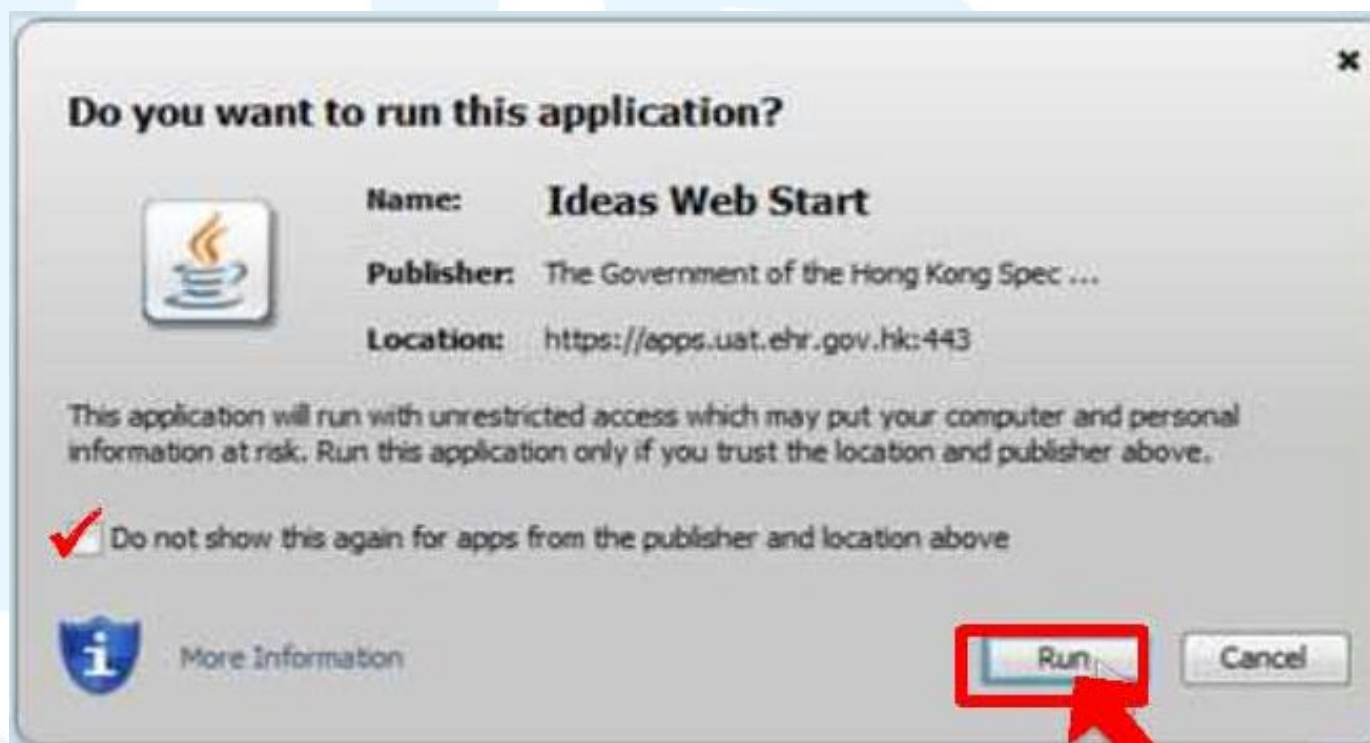 Do you want to run this application?
Name: Ideas Web Start
Publisher: The Government of the Hong Kong Spec ...
Location: https://apps.uat.ehr.gov.hk:443
This application will run with unrestricted access which may put your computer and personal
information at risk. Run this application only if you trust the location and publisher above.
Do not show this again for apps from the publisher and location above
More Information
Run
Cancel